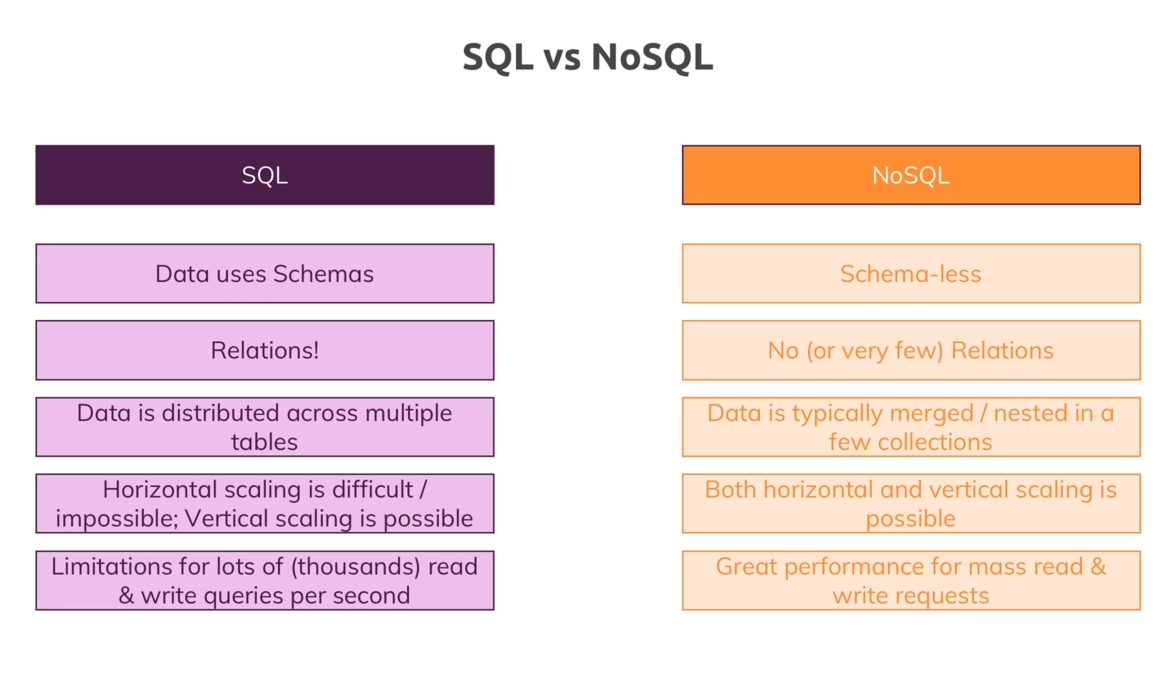 SQL vs NoSQL
SQL
NoSQL
Data uses Schemas
Schema-less
Relations!
No (or very few) Relations
Data is distributed across multiple
tables
Data is typically merged / nested in a
few collections
Horizontal scaling is difficult /
impossible; Vertical scaling is possible
Both horizontal and vertical scaling is
possible
Limitations for lots of (thousands) read
& write queries per second
Great performance for mass read &
write requests